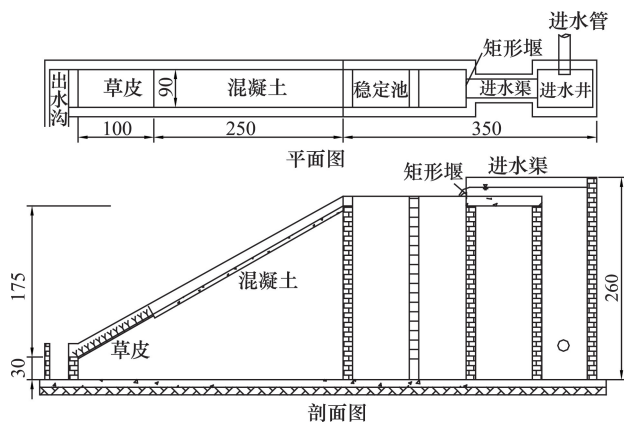 进水管
矩形堰
出水沟
草皮
90
混凝土
稳定池
进水渠
进水井
100
250
350
平面图
矩形堰
进水渠
175
混凝土
260
草皮
30
剖面图